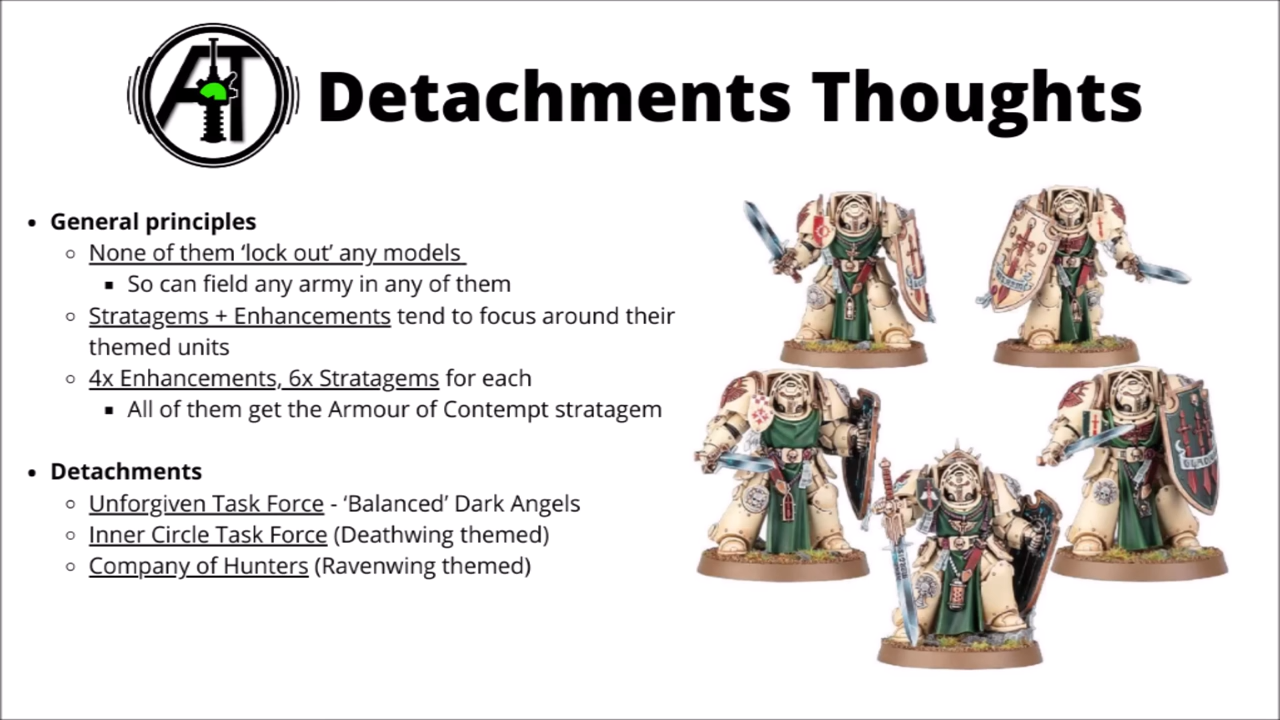 AT
Detachments Thoughts
• General principles
◦ None of them ‘lock out’ any models
▪ So can field any army in any of them
◦ Stratagems + Enhancements tend to focus around their
themed units
◦ 4x Enhancements, 6x Stratagems for each
▪ All of them get the Armour of Contempt stratagem
• Detachments
◦ Unforgiven Task Force - ‘Balanced’ Dark Angels
◦ Inner Circle Task Force (Deathwing themed)
◦ Company of Hunters (Ravenwing themed)